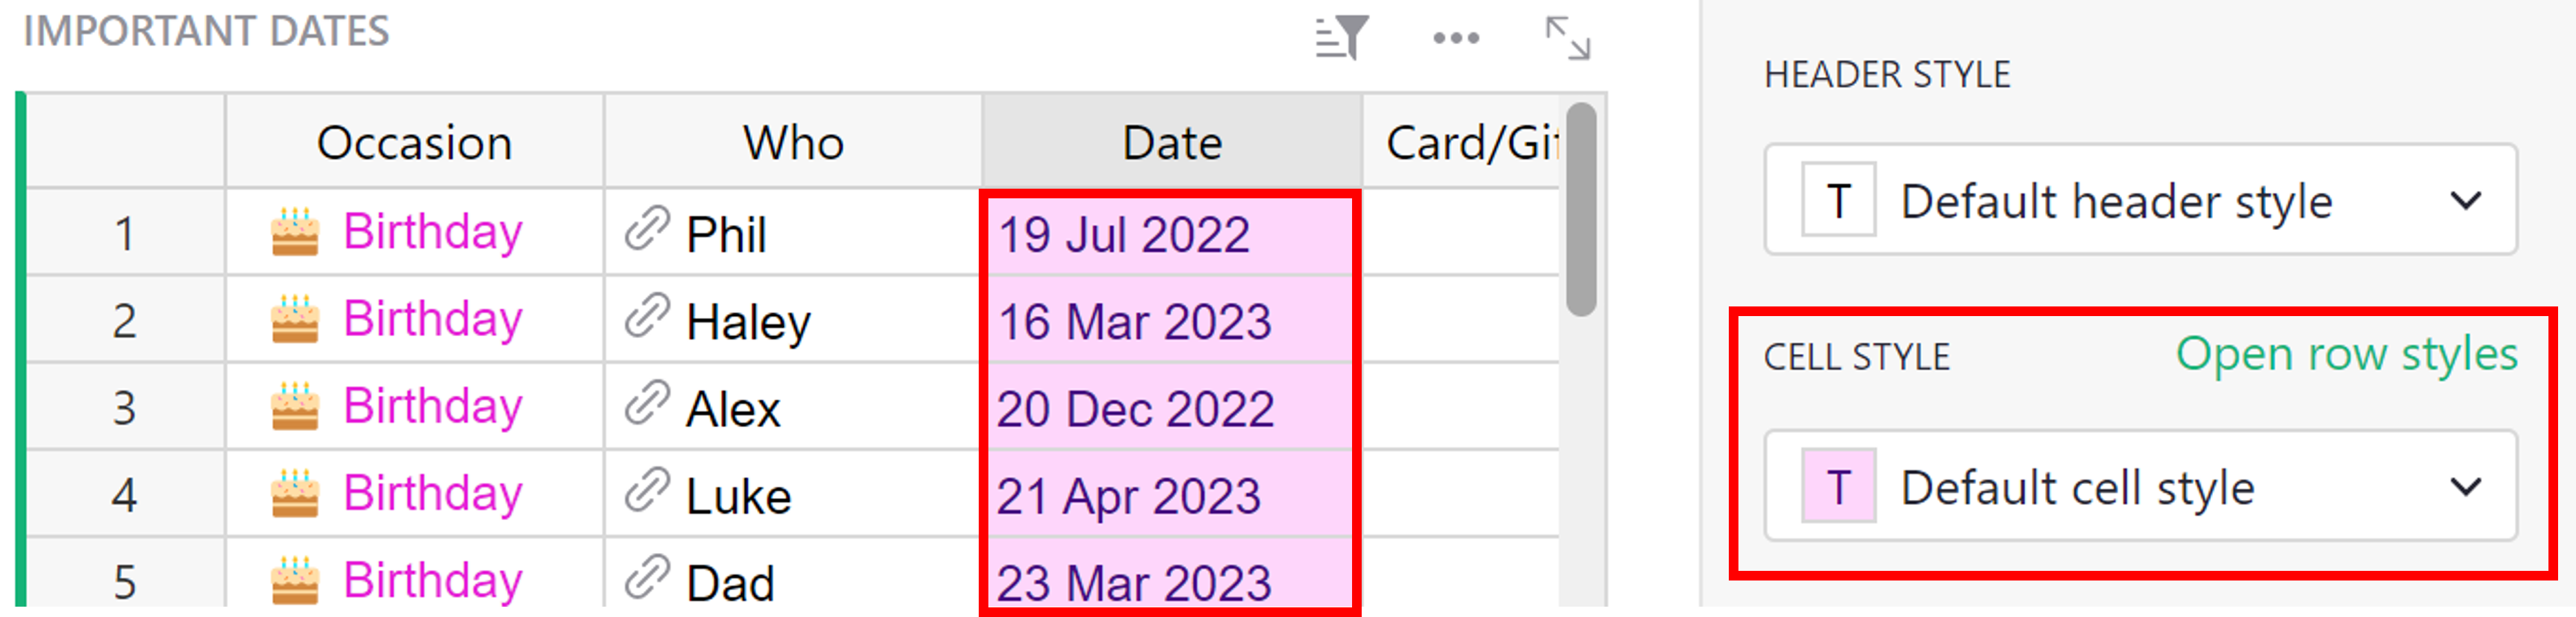 IMPORTANT DATES
Occasion Who Date Card/Gif
1 Birthday Phil 19 Jul 2022
2 Birthday Haley 16 Mar 2023
3 Birthday Alex 20 Dec 2022
4 Birthday Luke 21 Apr 2023
5 Birthday Dad 23 Mar 2023
HEADER STYLE
T Default header style
CELL STYLE Open row styles
T Default cell style